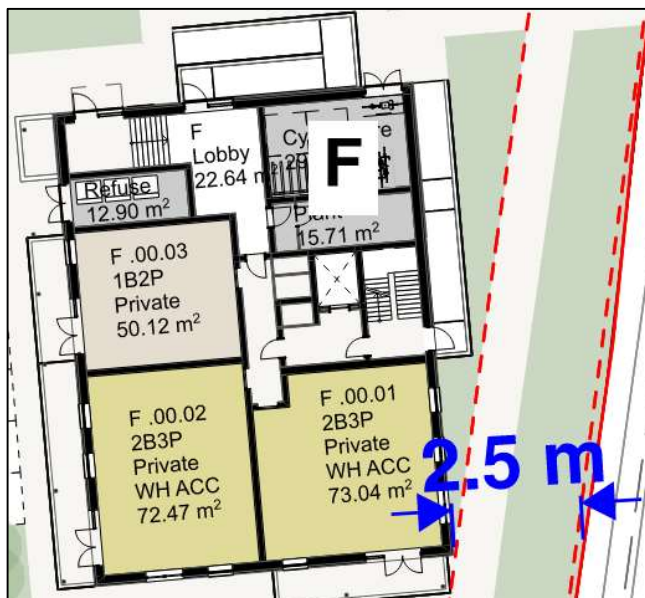 F
Lobby
22.64 m²
F
Refuse
12.90 m²
15.71 m²
F .00.03
1B2P
Private
50.12 m²
F .00.02
2B3P
Private
WH ACC
72.47 m²
F .00.01
2B3P
Private
WH ACC
73.04 m²
2.5 m